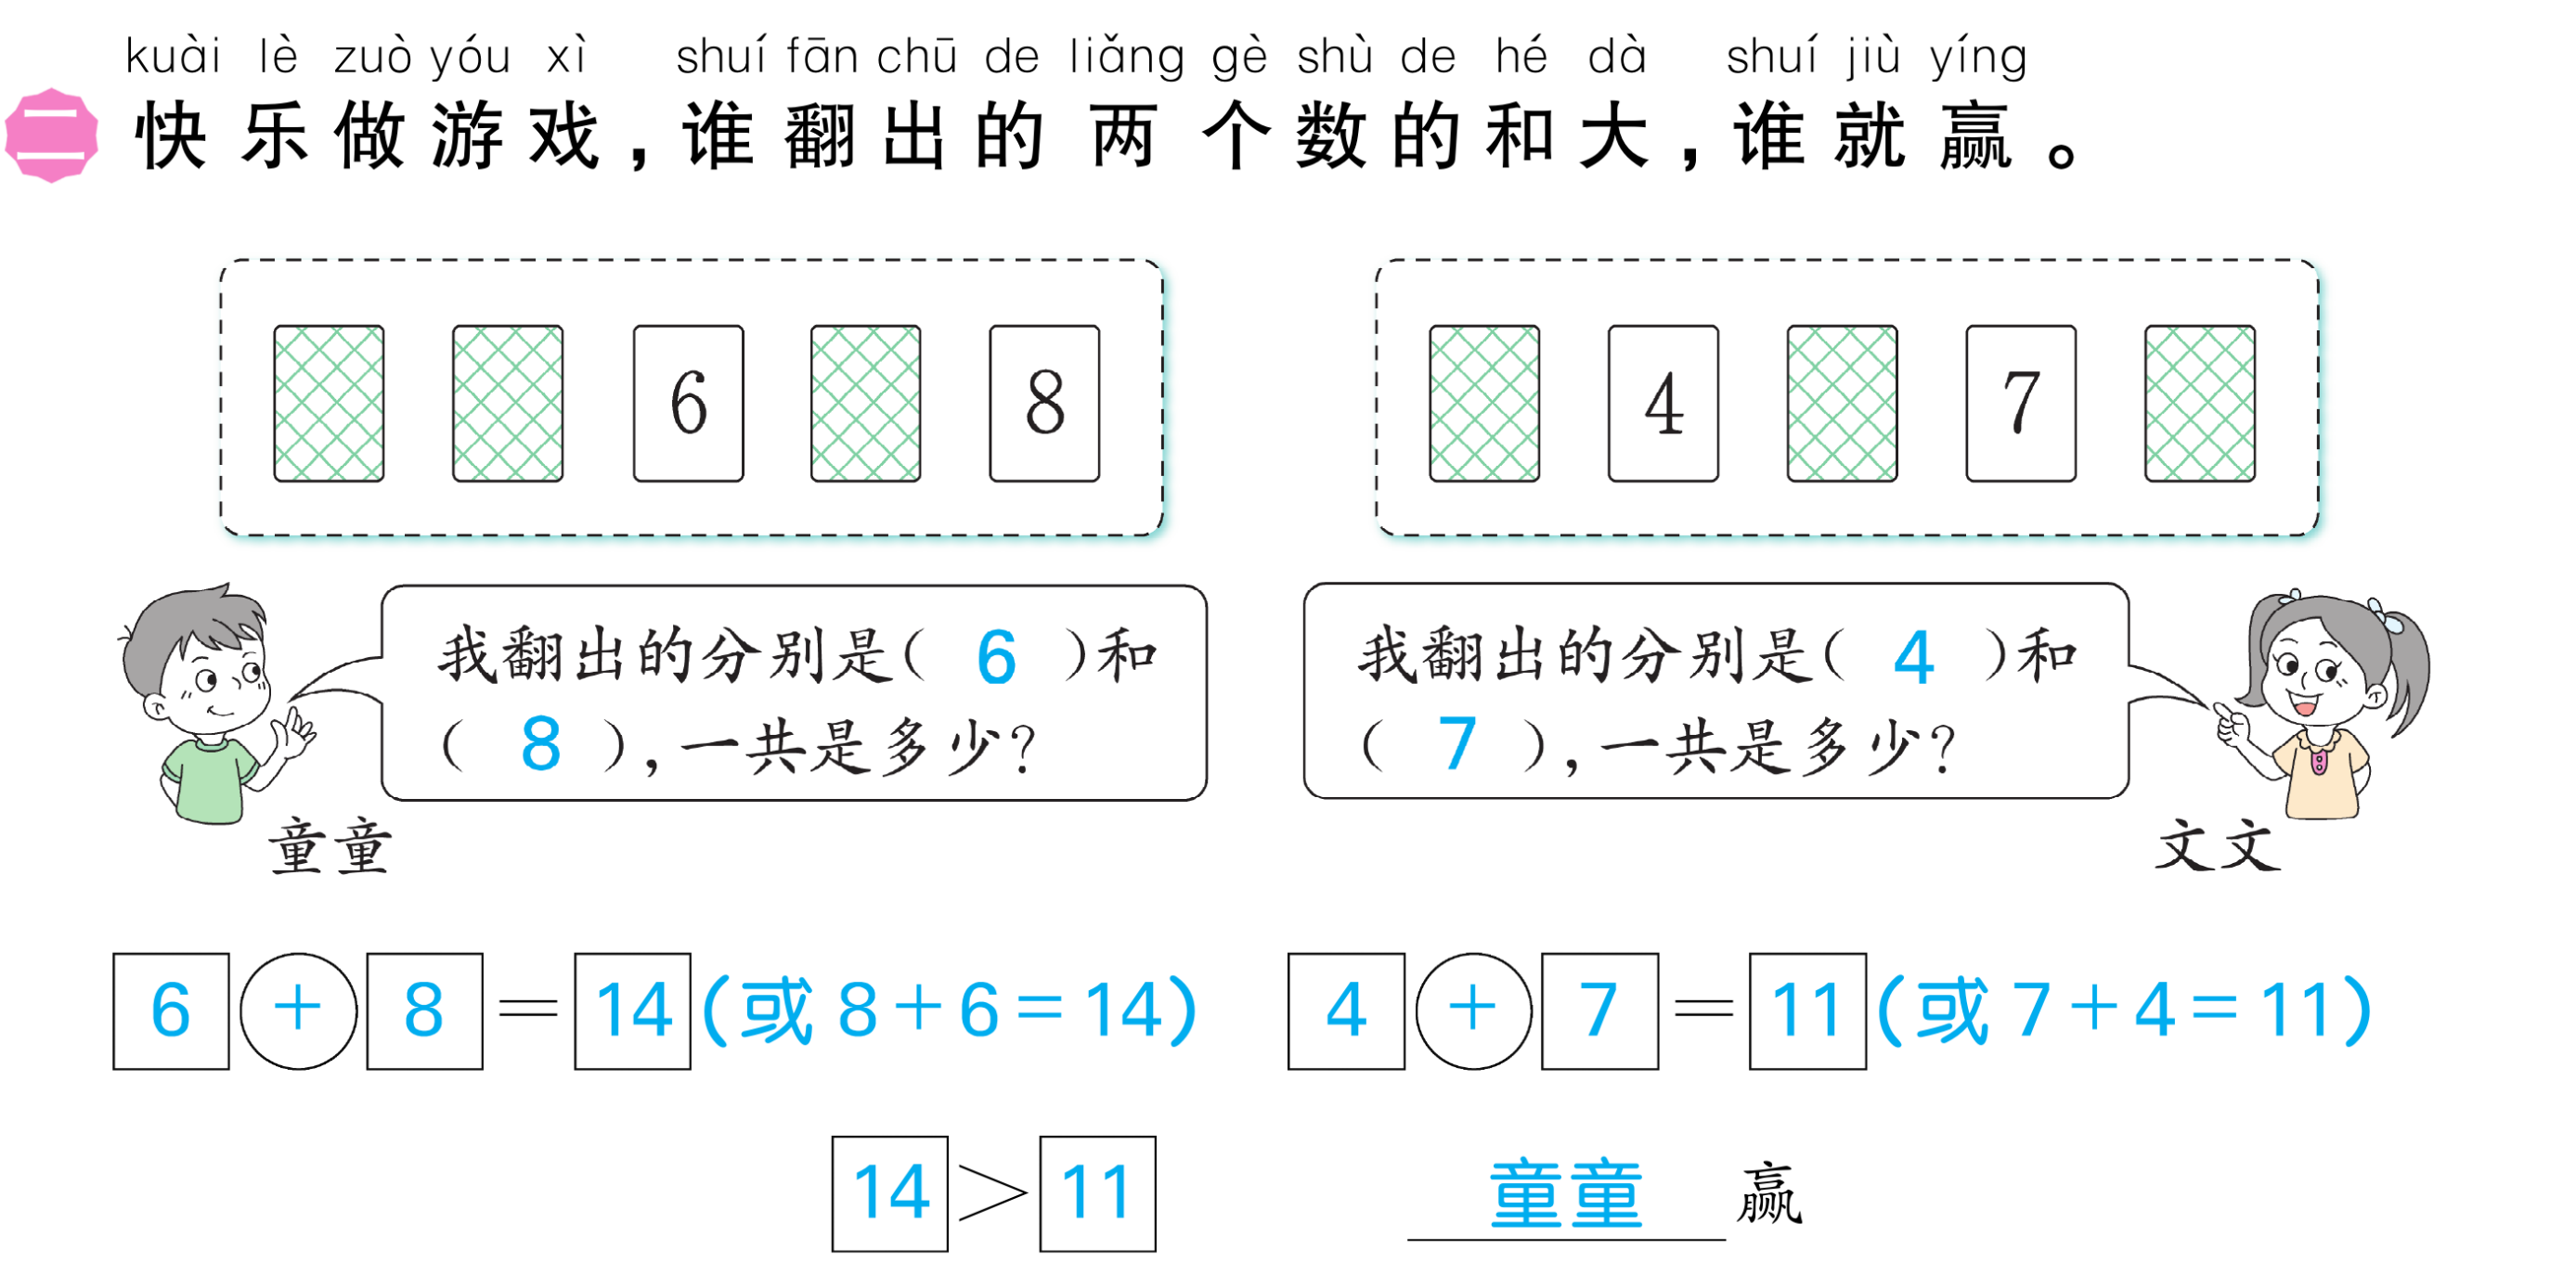 kuài lè zuò yóu xì shuí fān chū de liǎng gè shù de hé dà shuí jiù yíng
二 快乐做游戏,谁翻出的两个数的和大,谁就赢。
6 8
4 7
我翻出的分别是( 6 )和
( 8 ),一共是多少?
童童
我翻出的分别是( 4 )和
( 7 ),一共是多少?
文文
6 + 8 = 14 (或 8 + 6 = 14)
4 + 7 = 11 (或 7 + 4 = 11)
14 > 11
童童 赢